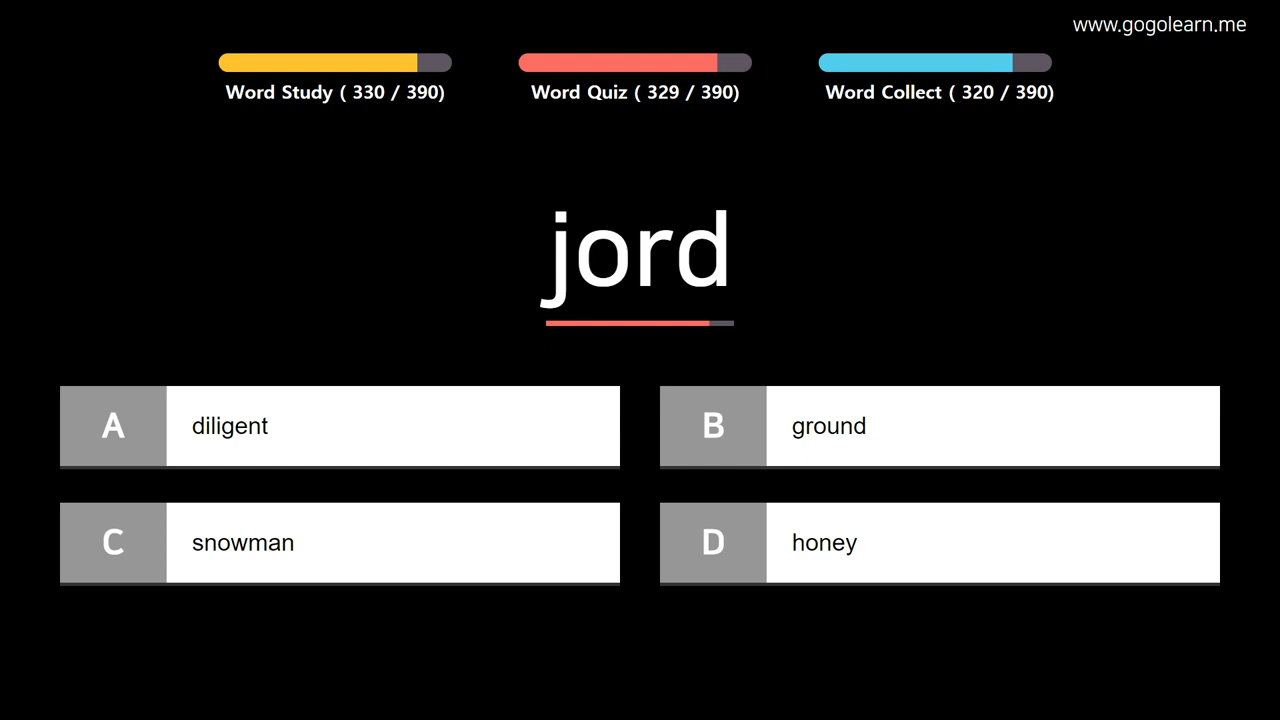 www.gogolearn.me
Word Study ( 330 / 390)
Word Quiz ( 329 / 390)
Word Collect ( 320 / 390)
jord
A diligent
B ground
C snowman
D honey